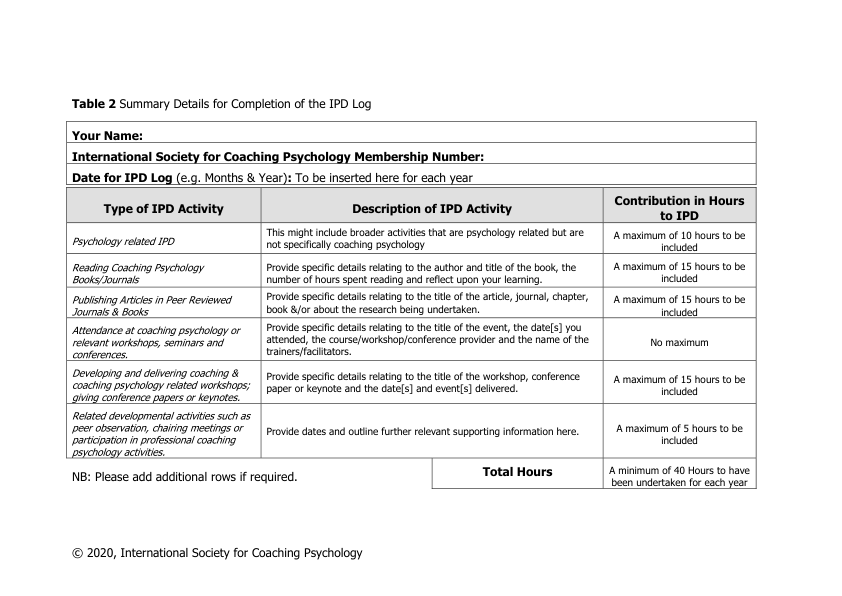 Table 2 Summary Details for Completion of the IPD Log
Your Name:
International Society for Coaching Psychology Membership Number:
Date for IPD Log (e.g. Months & Year): To be inserted here for each year
Type of IPD Activity
Description of IPD Activity
Contribution in Hours
to IPD
Psychology related IPD
This might include broader activities that are psychology related but are
not specifically coaching psychology
A maximum of 10 hours to be
included
Reading Coaching Psychology
Books/Journals
Provide specific details relating to the author and title of the book, the
number of hours spent reading and reflect upon your learning.
A maximum of 15 hours to be
included
Publishing Articles in Peer Reviewed
Journals & Books
Provide specific details relating to the title of the article, journal, chapter,
book &/or about the research being undertaken.
A maximum of 15 hours to be
included
Attendance at coaching psychology or
relevant workshops, seminars and
conferences.
Provide specific details relating to the title of the event, the date[s] you
attended, the course/workshop/conference provider and the name of the
trainers/facilitators.
No maximum
Developing and delivering coaching &
coaching psychology related workshops;
giving conference papers or keynotes.
Provide specific details relating to the title of the workshop, conference
paper or keynote and the date[s] and event[s] delivered.
A maximum of 15 hours to be
included
Related developmental activities such as
peer observation, chairing meetings or
participation in professional coaching
psychology activities.
Provide dates and outline further relevant supporting information here.
A maximum of 5 hours to be
included
NB: Please add additional rows if required.
Total Hours
A minimum of 40 Hours to have
been undertaken for each year
© 2020, International Society for Coaching Psychology